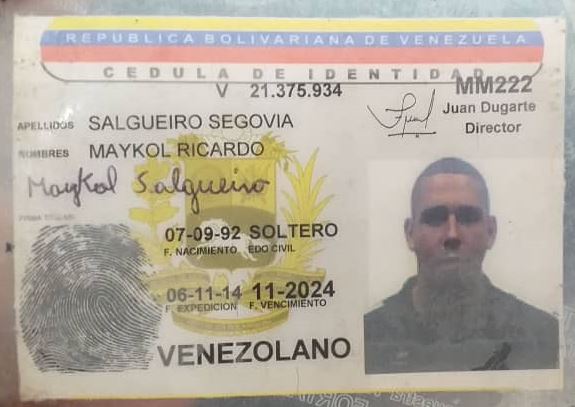 REPUBLICA BOLIVARIANA DE VENEZUELA
CEDULA DE IDENTIDAD
V 21.375.934
MM222
Juan Dugarte
Director
APELLIDOS SALGUEIRO SEGOVIA
NOMBRES MAYKOL RICARDO
Maykol Salgueiro
FIRMA TITULAR
07-09-92 SOLTERO
F. NACIMIENTO EDO CIVIL
06-11-14 11-2024
F. EXPEDICION F. VENCIMIENTO
VENEZOLANO